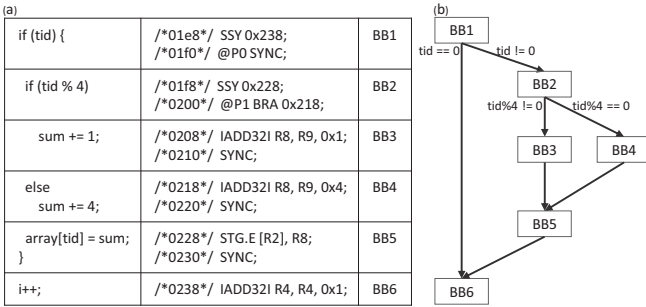 (a)
if (tid) {
/*01e8*/ SSY 0x238;
/*01f0*/ @P0 SYNC;
BB1
if (tid % 4)
/*01f8*/ SSY 0x228;
/*0200*/ @P1 BRA 0x218;
BB2
sum += 1;
/*0208*/ IADD32I R8, R9, 0x1;
/*0210*/ SYNC;
BB3
else
sum += 4;
/*0218*/ IADD32I R8, R9, 0x4;
/*0220*/ SYNC;
BB4
array[tid] = sum;
}
/*0228*/ STG.E [R2], R8;
/*0230*/ SYNC;
BB5
i++;
/*0238*/ IADD32I R4, R4, 0x1;
BB6
(b)
BB1
tid == 0
tid != 0
BB2
tid%4 != 0
tid%4 == 0
BB3
BB4
BB5
BB6